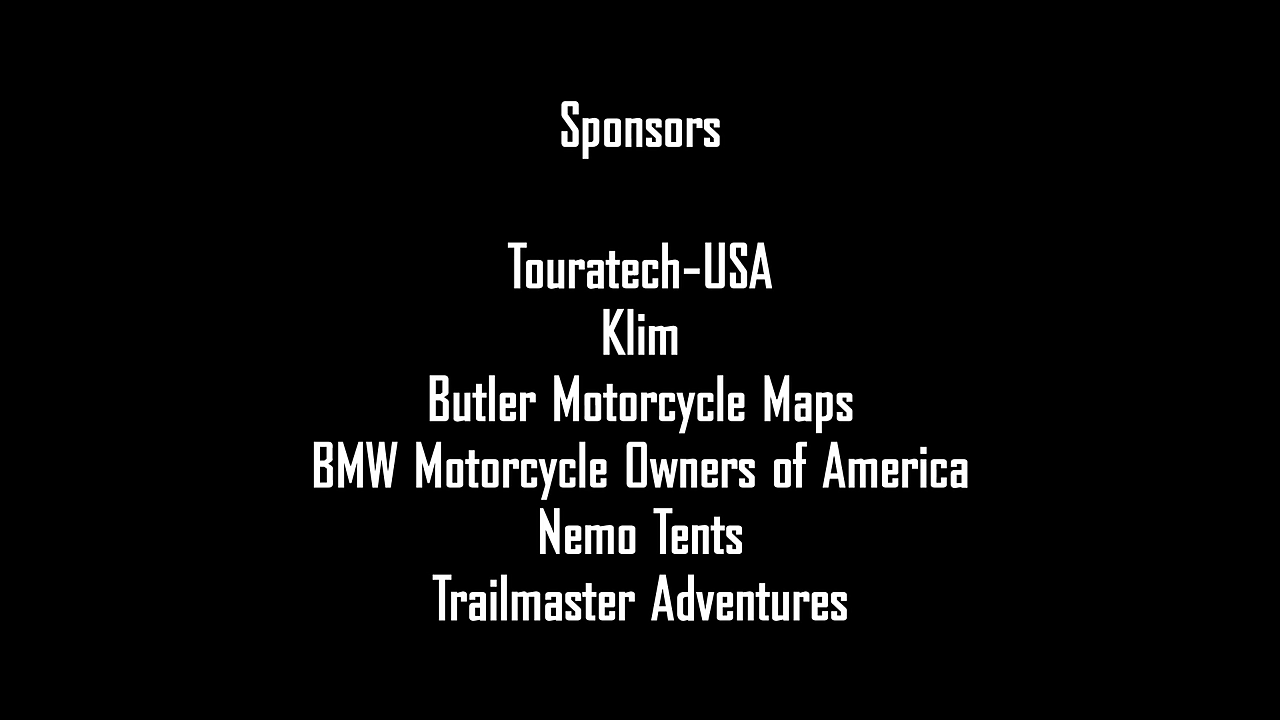 Sponsors
Touratech-USA
Klim
Butler Motorcycle Maps
BMW Motorcycle Owners of America
Nemo Tents
Trailmaster Adventures